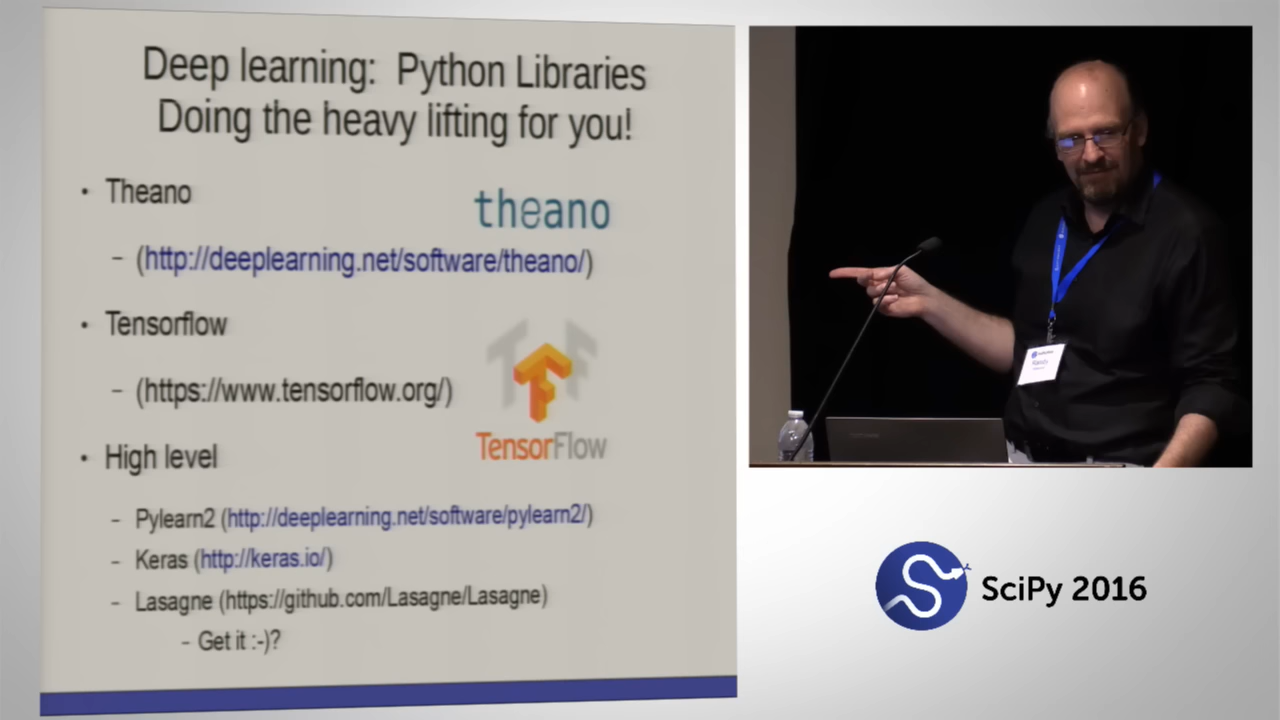 Deep learning: Python Libraries
Doing the heavy lifting for you!
• Theano
theano
– (http://deeplearning.net/software/theano/)
• Tensorflow
– (https://www.tensorflow.org/)
TensorFlow
• High level
– Pylearn2 (http://deeplearning.net/software/pylearn2/)
– Keras (http://keras.io/)
– Lasagne (https://github.com/Lasagne/Lasagne)
– Get it :-)?
SciPy 2016